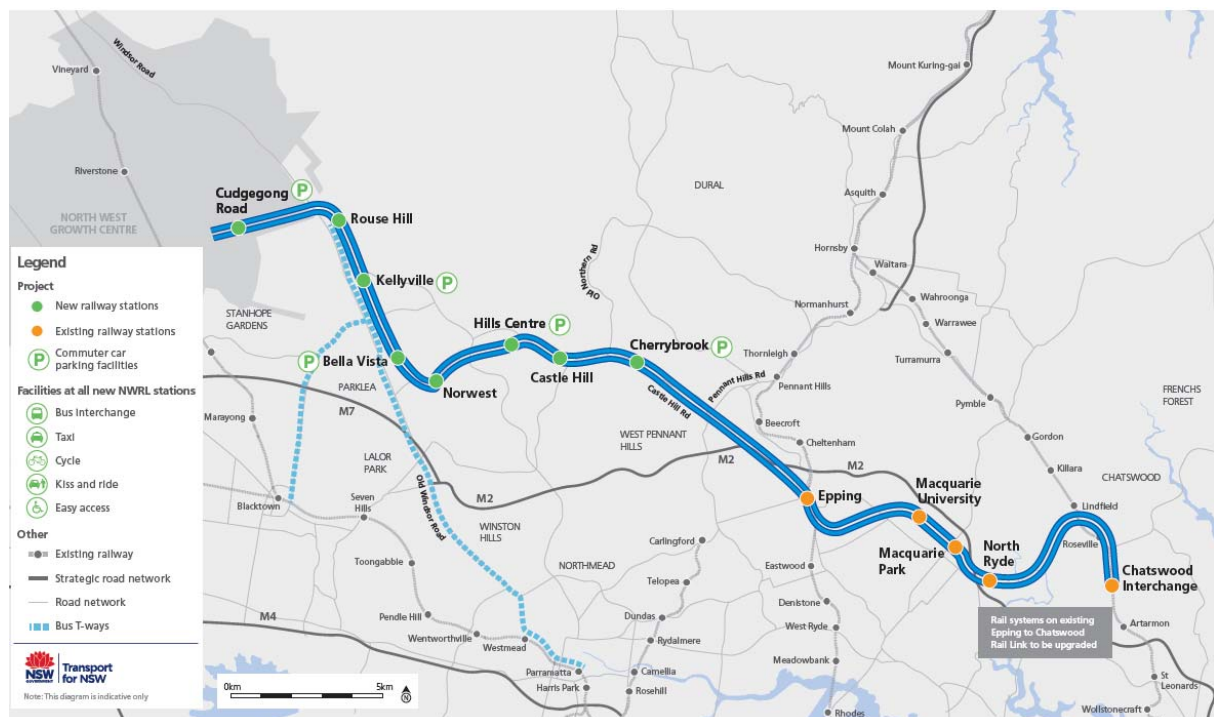 Vineyard
Windsor Road
Riverstone
NORTH WEST
GROWTH CENTRE
Cudgegong
Road
P
Rouse Hill
Kellyville
P
STANHOPE
GARDENS
P
Bella Vista
Norwest
Hills Centre
P
Castle Hill
Cherrybrook
P
Castle Hill Rd
Pennant Hills Rd
Old Northern Rd
DURAL
Mount Kuring-gai
Mount Colah
Asquith
Hornsby
Waitara
Normanhurst
Wahroonga
Warrawee
Turramurra
Thornleigh
Pennant Hills
Pymble
FRENCHS
FOREST
Beecroft
Cheltenham
Gordon
Killara
CHATSWOOD
Lindfield
Roseville
WEST PENNANT
HILLS
M2
M2
Epping
Macquarie
University
Macquarie
Park
North
Ryde
Chatswood
Interchange
Rail systems on existing
Epping to Chatswood
Rail Link to be upgraded
Artarmon
St
Leonards
Wollstonecraft
PARKLEA
M7
Marayong
LALOR
PARK
Blacktown
Seven
Hills
Old Windsor Road
M2
WINSTON
HILLS
Toongabbie
NORTHMEAD
Carlingford
Telopea
Eastwood
Pendle Hill
Dundas
Denistone
M4
Wentworthville
Westmead
Rydalmere
West Ryde
Parramatta
Camellia
Meadowbank
Harris Park
Rosehill
Rhodes
Legend
Project
New railway stations
Existing railway stations
P
Commuter car
parking facilities
Facilities at all new NWRL stations
Bus Interchange
Taxi
Cycle
Kiss and ride
Easy access
Other
Existing railway
Strategic road network
Road network
Bus T-ways
NSW
GOVERNMENT
Transport
for NSW
Note: This diagram is indicative only
0km
5km
N